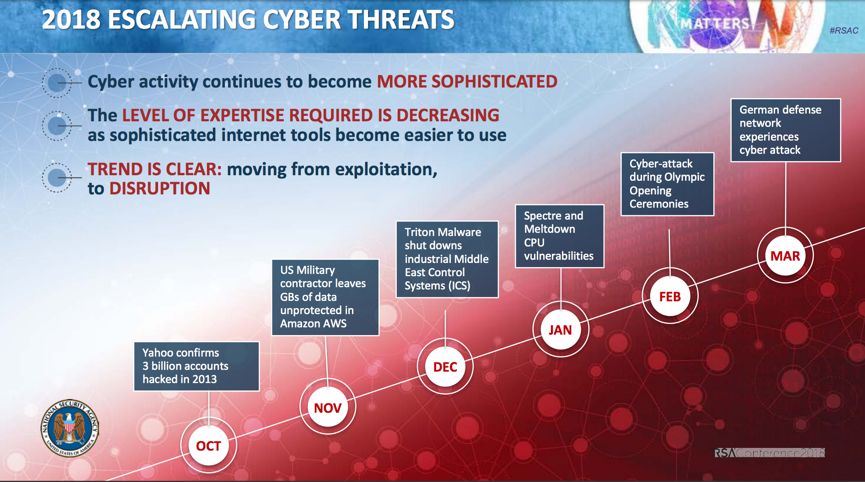 2018 ESCALATING CYBER THREATS
MATTERS
#RSAC
Cyber activity continues to become MORE SOPHISTICATED
The LEVEL OF EXPERTISE REQUIRED IS DECREASING
as sophisticated internet tools become easier to use
TREND IS CLEAR: moving from exploitation,
to DISRUPTION
Yahoo confirms
3 billion accounts
hacked in 2013
OCT
US Military
contractor leaves
GBs of data
unprotected in
Amazon AWS
NOV
Triton Malware
shut downs
industrial Middle
East Control
Systems (ICS)
DEC
Spectre and
Meltdown
CPU
vulnerabilities
JAN
Cyber-attack
during Olympic
Opening
Ceremonies
FEB
German defense
network
experiences
cyber attack
MAR
NATIONAL SECURITY AGENCY
UNITED STATES OF AMERICA
RSAConference2018